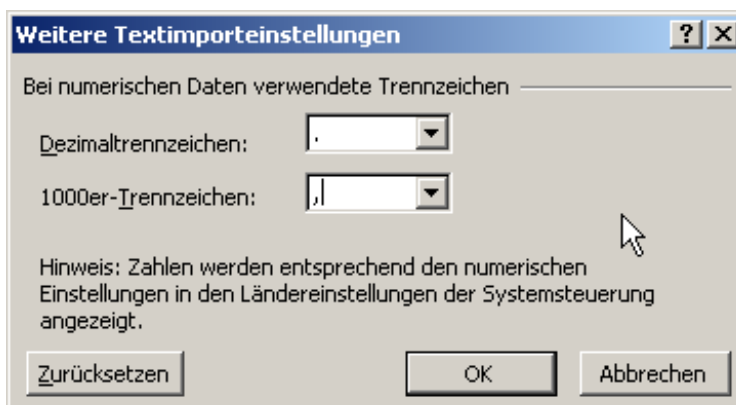 Weitere Textimporteinstellungen
Bei numerischen Daten verwendete Trennzeichen
Dezimaltrennzeichen: .
1000er-Trennzeichen: ,
Hinweis: Zahlen werden entsprechend den numerischen
Einstellungen in den Ländereinstellungen der Systemsteuerung
angezeigt.
Zurücksetzen OK Abbrechen